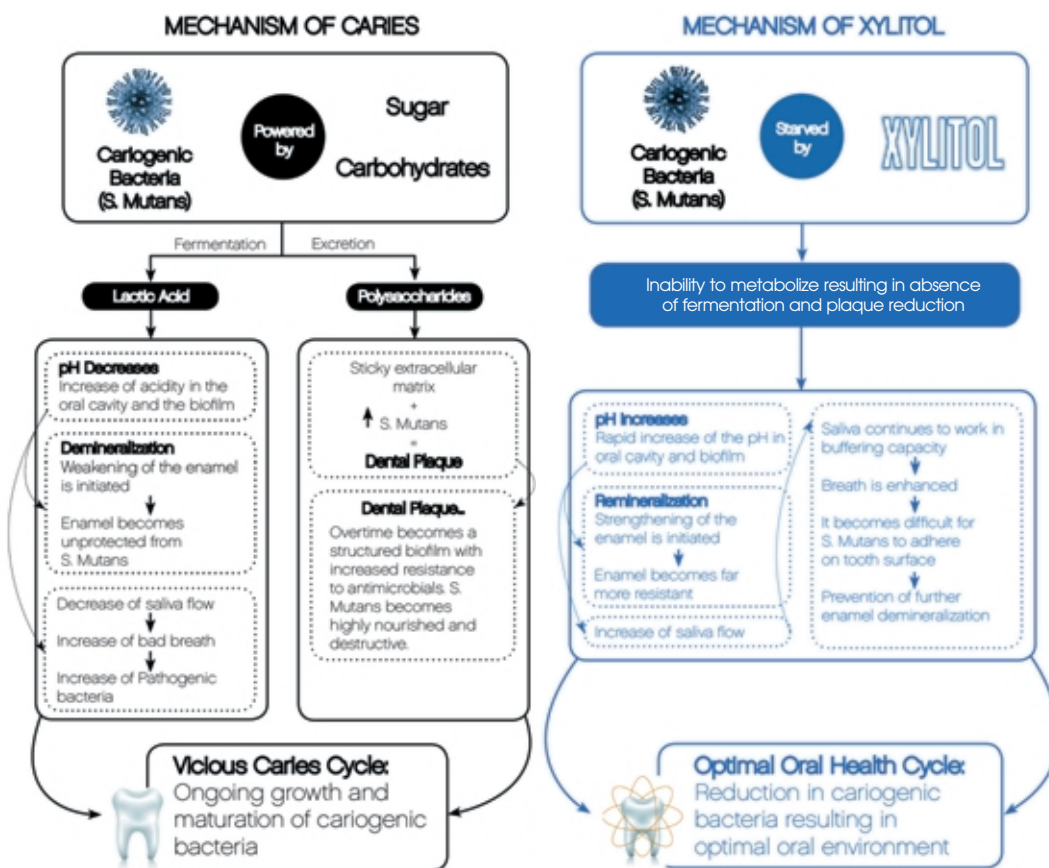 MECHANISM OF CARIES
Cariogenic
Bacteria
(S. Mutans)
Powered
by
Sugar
Carbohydrates
Fermentation
Excretion
Lactic Acid
Polysaccharides
pH Decreases
Increase of acidity in the
oral cavity and the biofilm
Demineralization
Weakening of the enamel
is initiated
Enamel becomes
unprotected from
S. Mutans
Decrease of saliva flow
Increase of bad breath
Increase of Pathogenic
bacteria
Sticky extracellular
matrix
+
S. Mutans
=
Dental Plaque
Dental Plaque...
Overtime becomes a
structured biofilm with
increased resistance
to antimicrobials. S.
Mutans becomes
highly nourished and
destructive.
Vicious Caries Cycle:
Ongoing growth and
maturation of cariogenic
bacteria
MECHANISM OF XYLITOL
Cariogenic
Bacteria
(S. Mutans)
Starved
by
XYLITOL
Inability to metabolize resulting in absence
of fermentation and plaque reduction
pH Increases
Rapid increase of the pH in
oral cavity and biofilm
Remineralization
Strengthening of the
enamel is initiated
Enamel becomes far
more resistant
Increase of saliva flow
Saliva continues to work in
buffering capacity
Breath is enhanced
It becomes difficult for
S. Mutans to adhere
on tooth surface
Prevention of further
enamel demineralization
Optimal Oral Health Cycle:
Reduction in cariogenic
bacteria resulting in
optimal oral environment